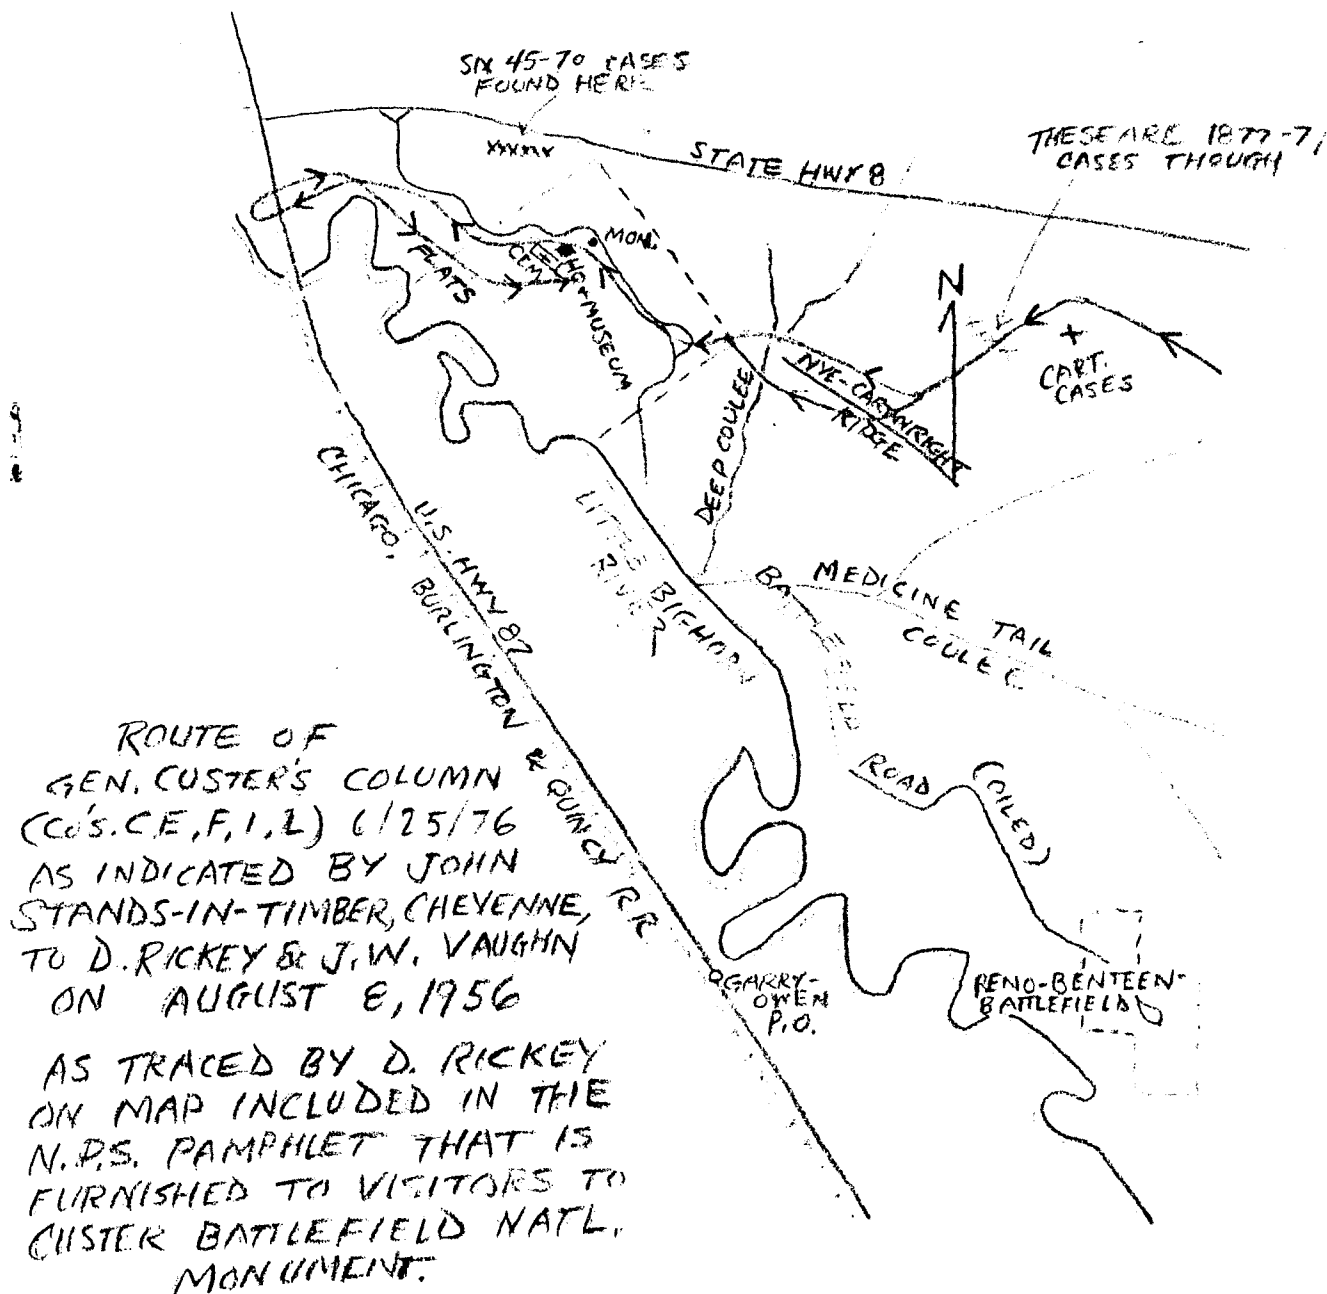 SIX 45-70 CASES
FOUND HERE
XXXXXX
STATE HWY 8
THESE ARE 1877-7
CASES THOUGH
MON.
CEM.
HQ + MUSEUM
FLATS
N
CART.
CASES
NYE-CARTWRIGHT
RIDGE
DEEP COULEE
LITTLE BIGHORN
RIVER
U.S. HWY 87
CHICAGO, BURLINGTON & QUINCY RR
MEDICINE TAIL
COULEE
BATTLEFIELD ROAD (OILED)
GARRY-
OWEN
P.O.
RENO-BENTEEN-
BATTLEFIELD
ROUTE OF
GEN. CUSTER'S COLUMN
(CO'S. C,E,F,I,L) 6/25/76
AS INDICATED BY JOHN
STANDS-IN-TIMBER, CHEYENNE,
TO D. RICKEY & J.W. VAUGHN
ON AUGUST 8, 1956
AS TRACED BY D. RICKEY
ON MAP INCLUDED IN THE
N.P.S. PAMPHLET THAT IS
FURNISHED TO VISITORS TO
CUSTER BATTLEFIELD NATL.
MONUMENT.